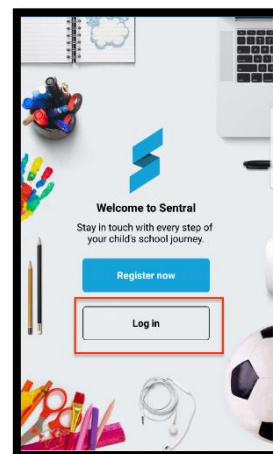 Welcome to Sentral
Stay in touch with every step of
your child's school journey.
Register now
Log in